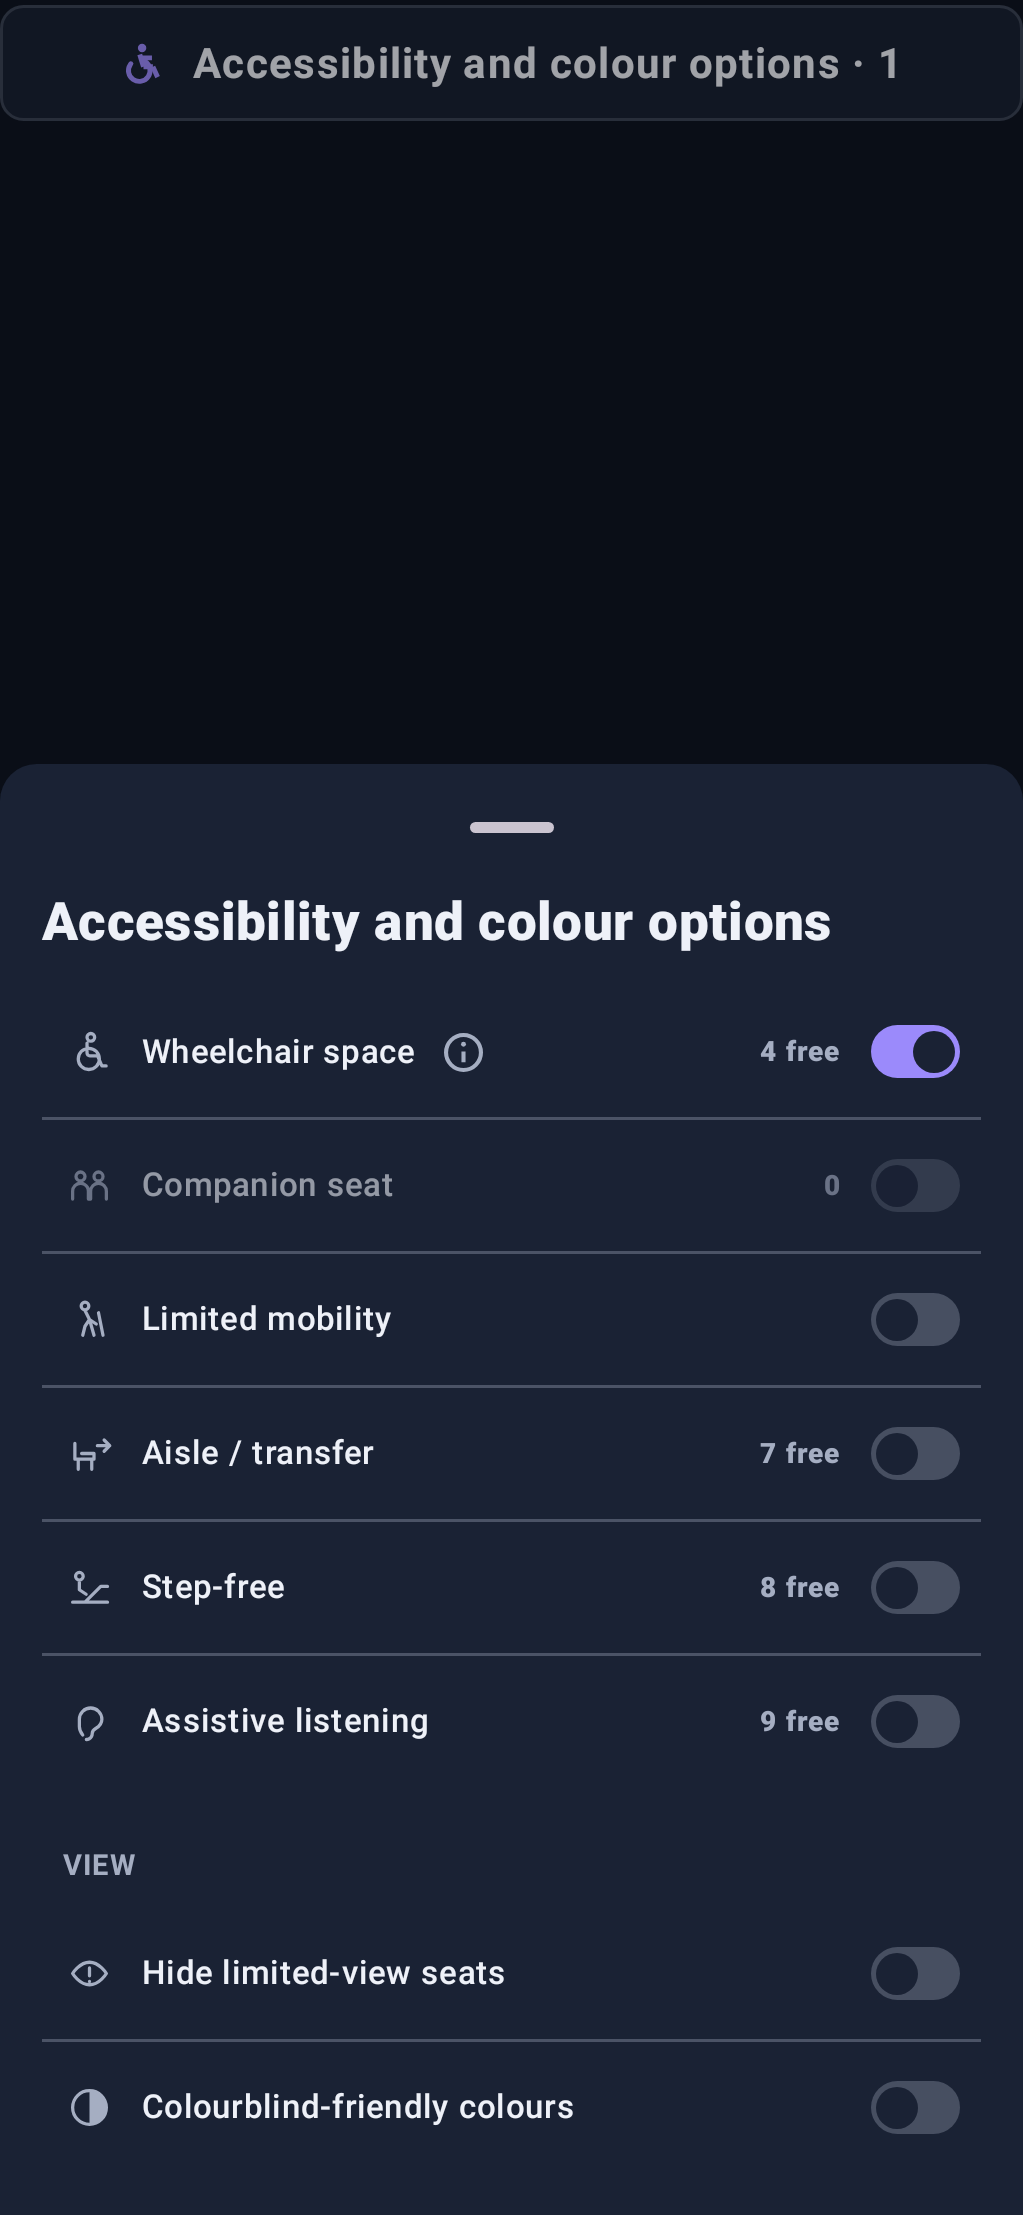 Accessibility and colour options · 1
Accessibility and colour options
Wheelchair space 4 free
Companion seat 0
Limited mobility
Aisle / transfer 7 free
Step-free 8 free
Assistive listening 9 free
VIEW
Hide limited-view seats
Colourblind-friendly colours